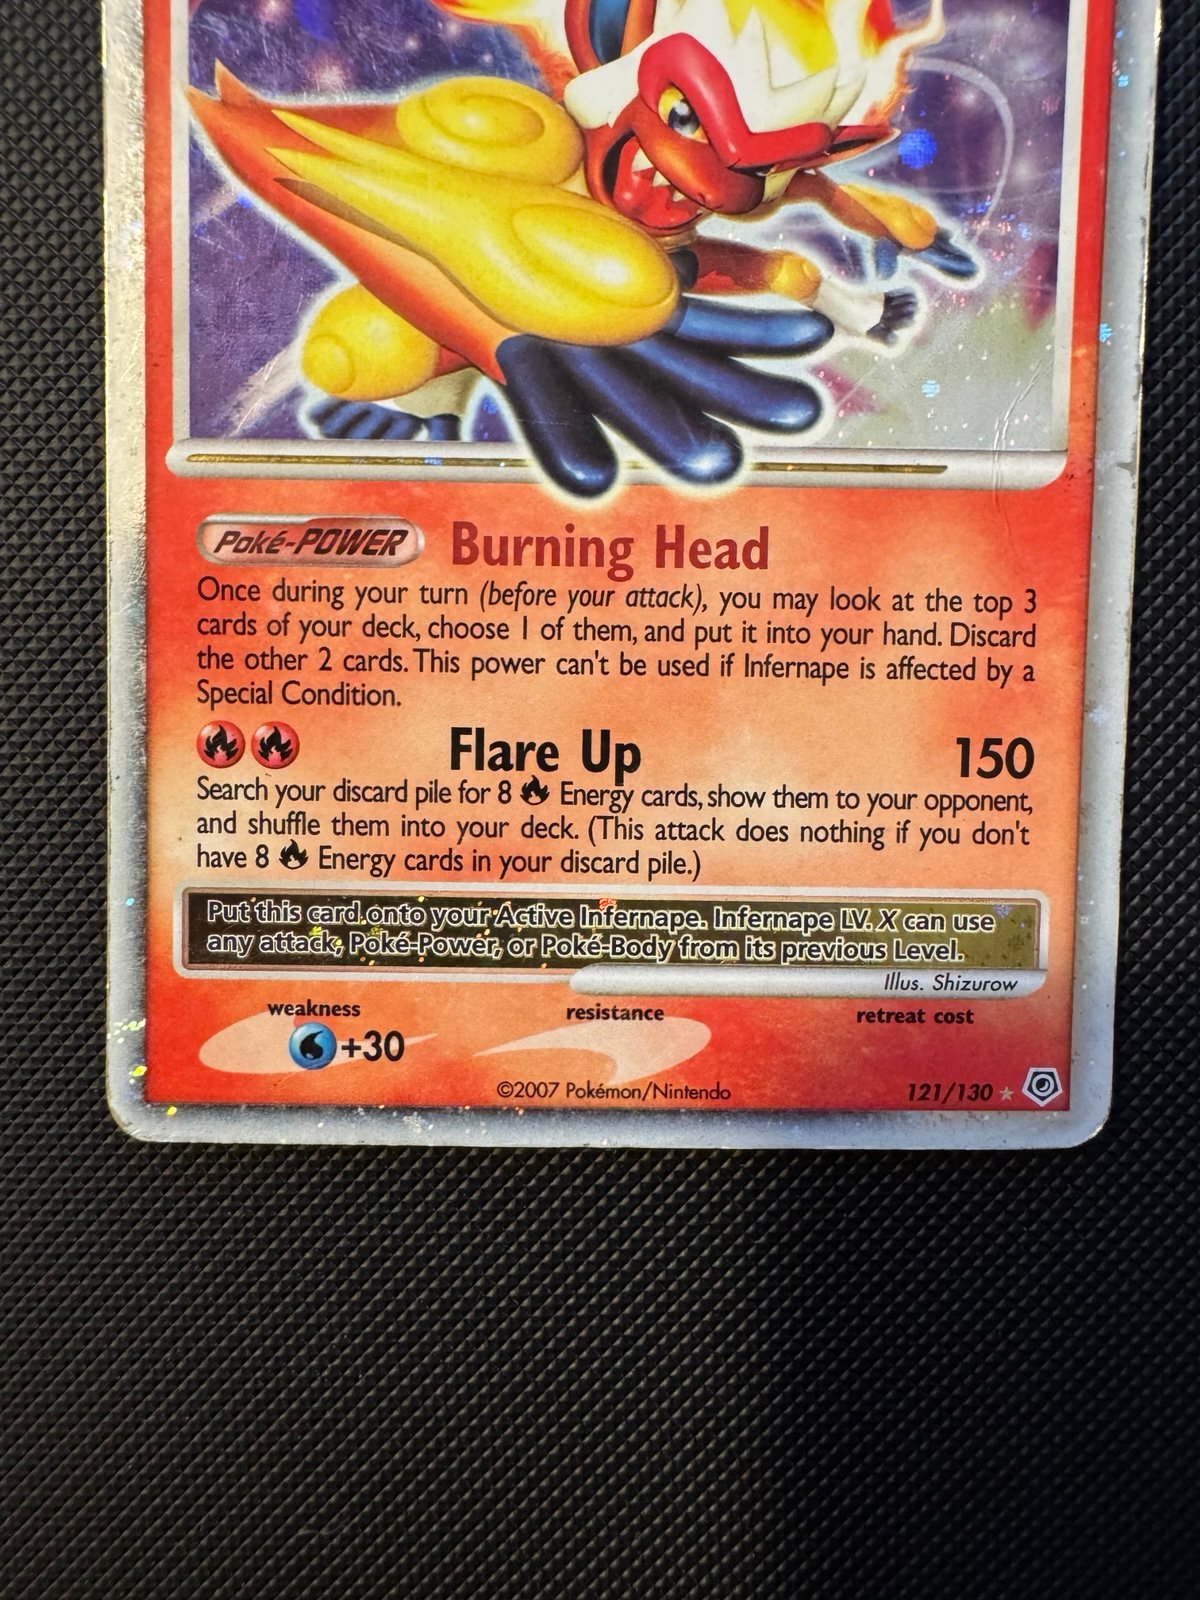 Poké-POWER Burning Head
Once during your turn (before your attack), you may look at the top 3
cards of your deck, choose 1 of them, and put it into your hand. Discard
the other 2 cards. This power can't be used if Infernape is affected by a
Special Condition.
Flare Up 150
Search your discard pile for 8 Energy cards, show them to your opponent,
and shuffle them into your deck. (This attack does nothing if you don't
have 8 Energy cards in your discard pile.)
Put this card onto your Active Infernape. Infernape LV. X can use
any attack, Poké-Power, or Poké-Body from its previous Level.
Illus. Shizurow
weakness resistance retreat cost
+30
©2007 Pokémon/Nintendo 121/130